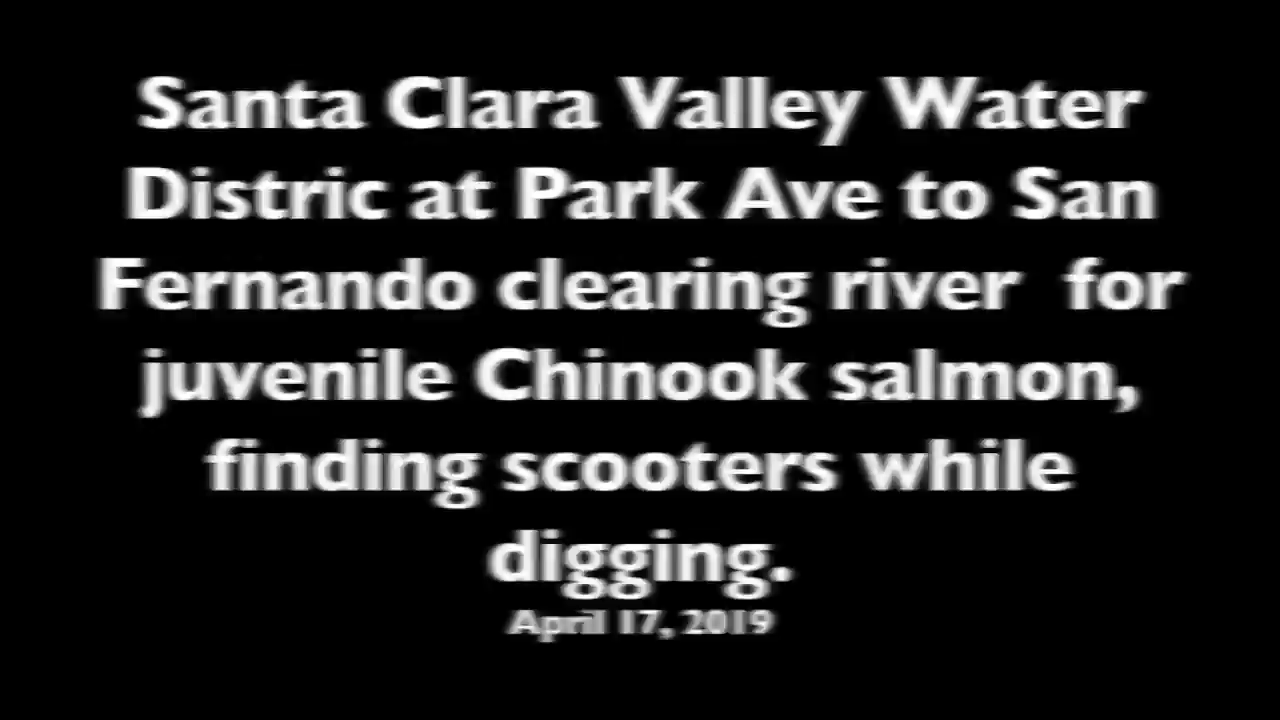 Santa Clara Valley Water
Distric at Park Ave to San
Fernando clearing river  for
juvenile Chinook salmon,
finding scooters while
digging.
April 17, 2019